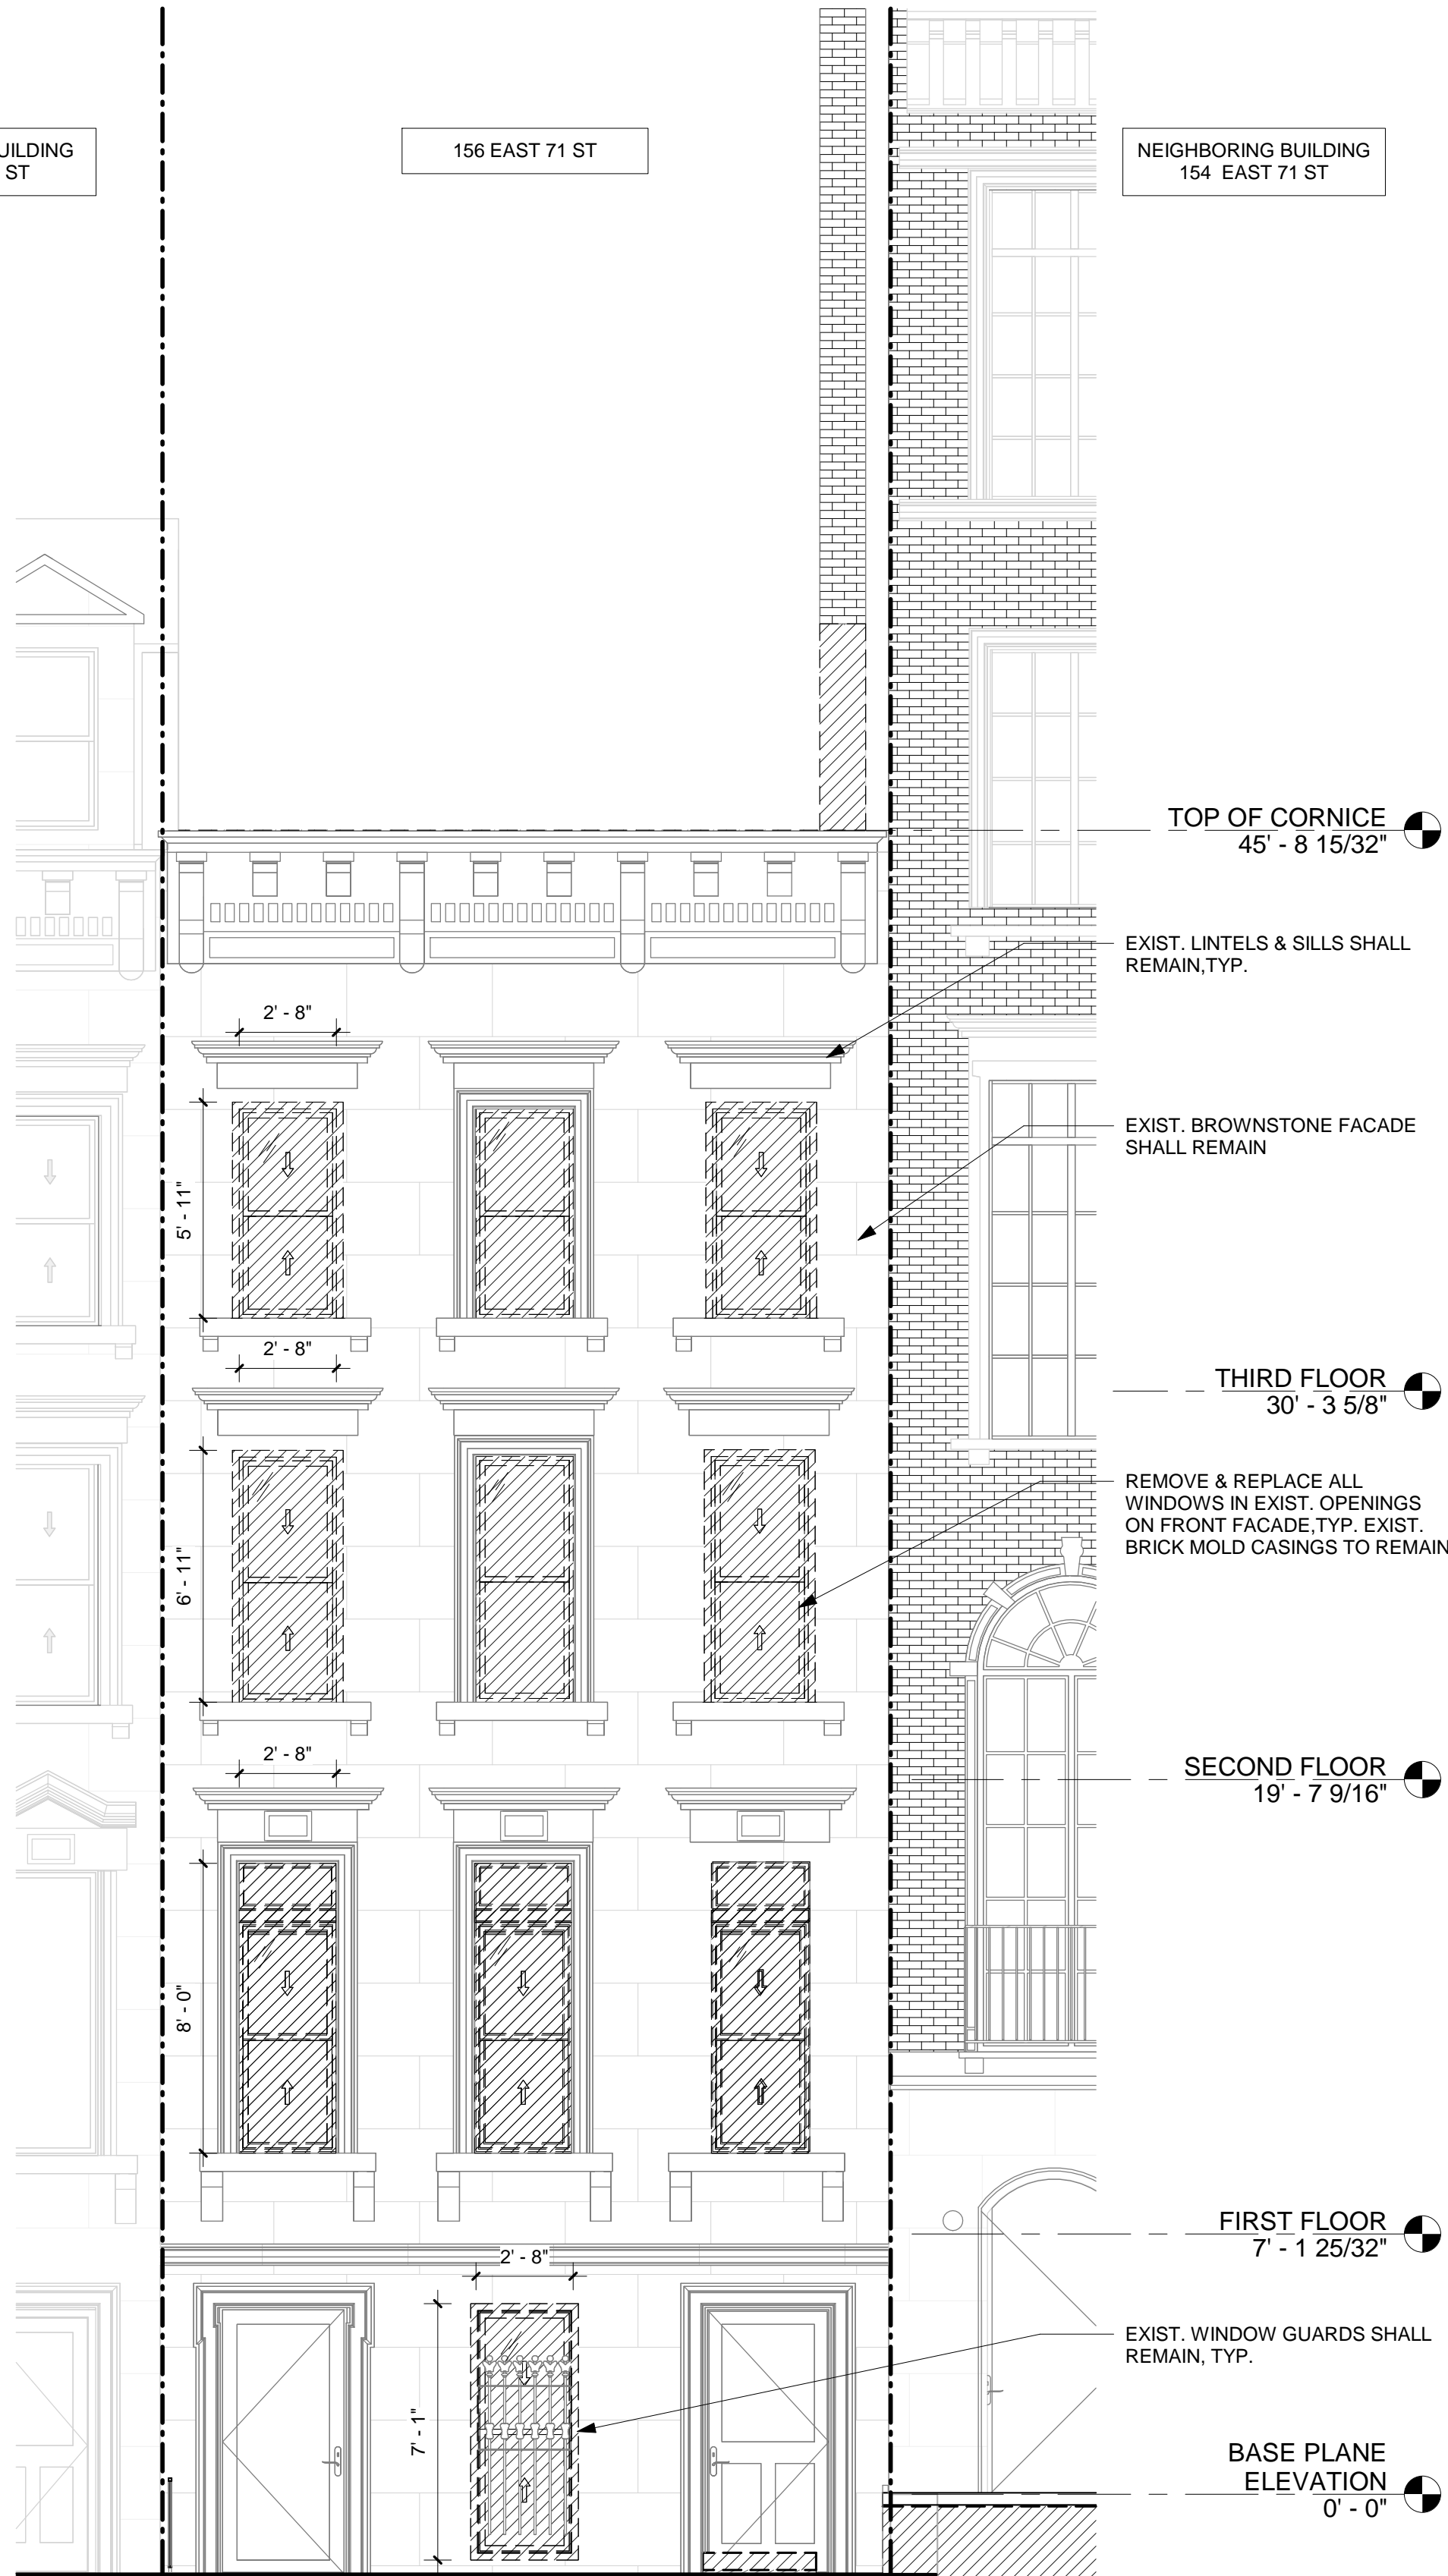 UILDING
ST
156 EAST 71 ST
NEIGHBORING BUILDING
154 EAST 71 ST
TOP OF CORNICE
45' - 8 15/32"
EXIST. LINTELS & SILLS SHALL
REMAIN,TYP.
2' - 8"
EXIST. BROWNSTONE FACADE
SHALL REMAIN
5' - 11"
2' - 8"
THIRD FLOOR
30' - 3 5/8"
REMOVE & REPLACE ALL
WINDOWS IN EXIST. OPENINGS
ON FRONT FACADE,TYP. EXIST.
BRICK MOLD CASINGS TO REMAIN
6' - 11"
2' - 8"
SECOND FLOOR
19' - 7 9/16"
8' - 0"
FIRST FLOOR
7' - 1 25/32"
2' - 8"
EXIST. WINDOW GUARDS SHALL
REMAIN, TYP.
7' - 1"
BASE PLANE
ELEVATION
0' - 0"